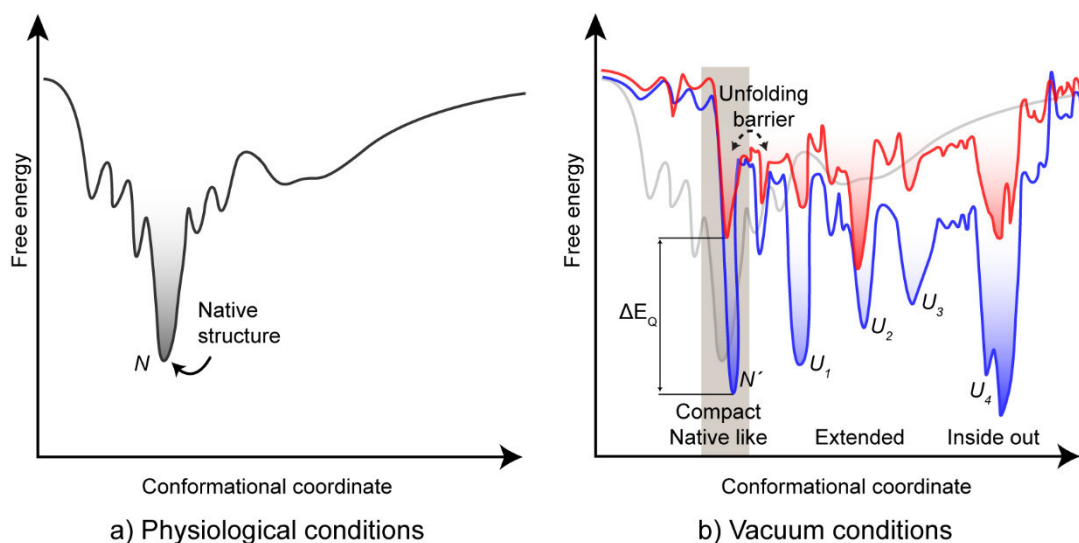 a)
b)
Free energy
Native
structure
N
Conformational coordinate
a) Physiological conditions
Free energy
Unfolding
barrier
ΔE_Q
N´
U_1
U_2
U_3
U_4
Compact
Native like
Extended
Inside out
Conformational coordinate
b) Vacuum conditions